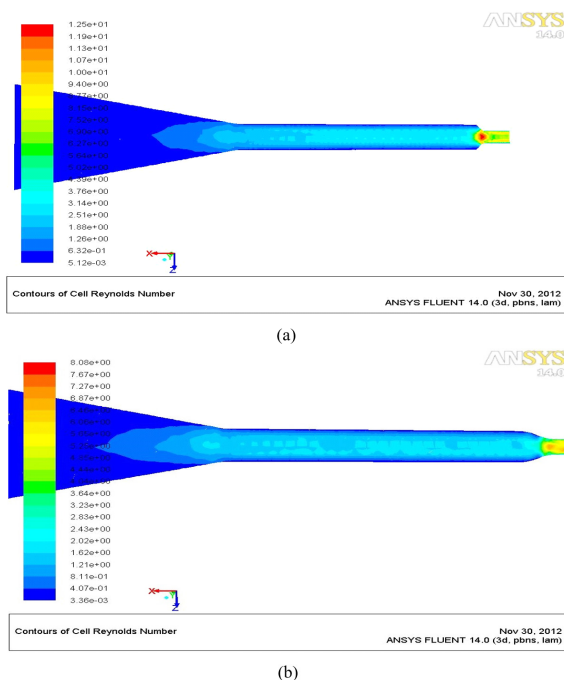 ANSYS
14.0
1.25e+01
1.19e+01
1.13e+01
1.07e+01
1.00e+01
9.40e+00
8.77e+00
4.39e+00
3.76e+00
3.14e+00
2.51e+00
1.88e+00
1.26e+00
6.32e-01
5.12e-03
X
Y
Z
Contours of Cell Reynolds Number
Nov 30, 2012
ANSYS FLUENT 14.0 (3d, pbns, lam)
(a)
ANSYS
14.0
8.08e+00
7.67e+00
7.27e+00
6.87e+00
3.64e+00
3.23e+00
2.83e+00
2.43e+00
2.02e+00
1.62e+00
1.21e+00
8.11e-01
4.07e-01
3.36e-03
X
Y
Z
Contours of Cell Reynolds Number
Nov 30, 2012
ANSYS FLUENT 14.0 (3d, pbns, lam)
(b)